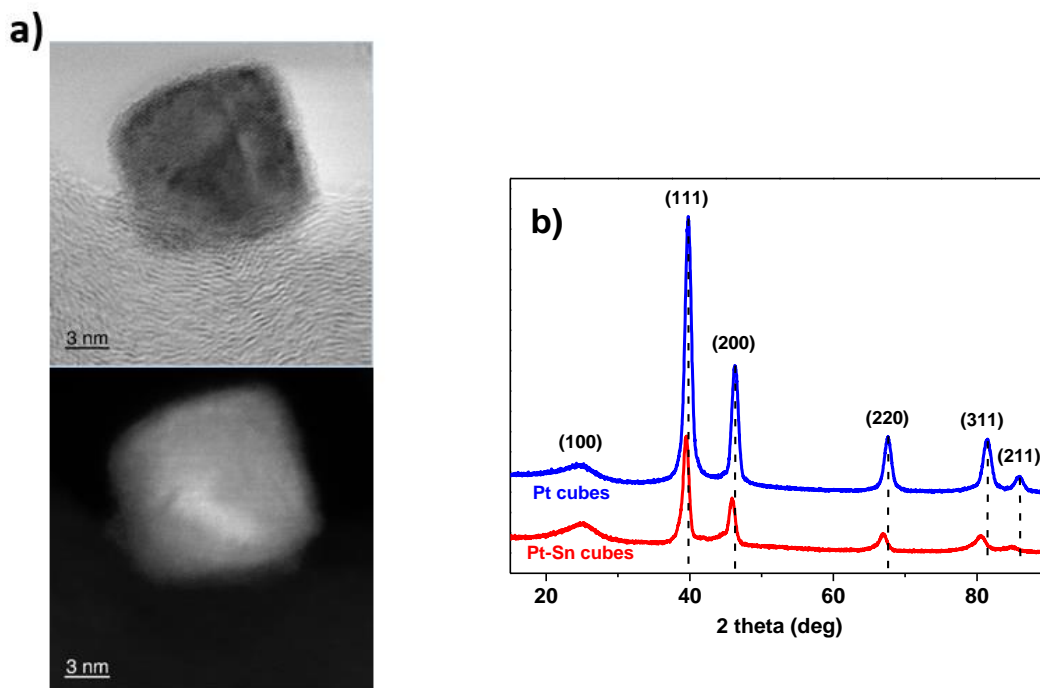 a)
3 nm
3 nm
b)
(111)
(200)
(220)
(311)
(211)
(100)
Pt cubes
Pt-Sn cubes
20
40
60
80
2 theta (deg)